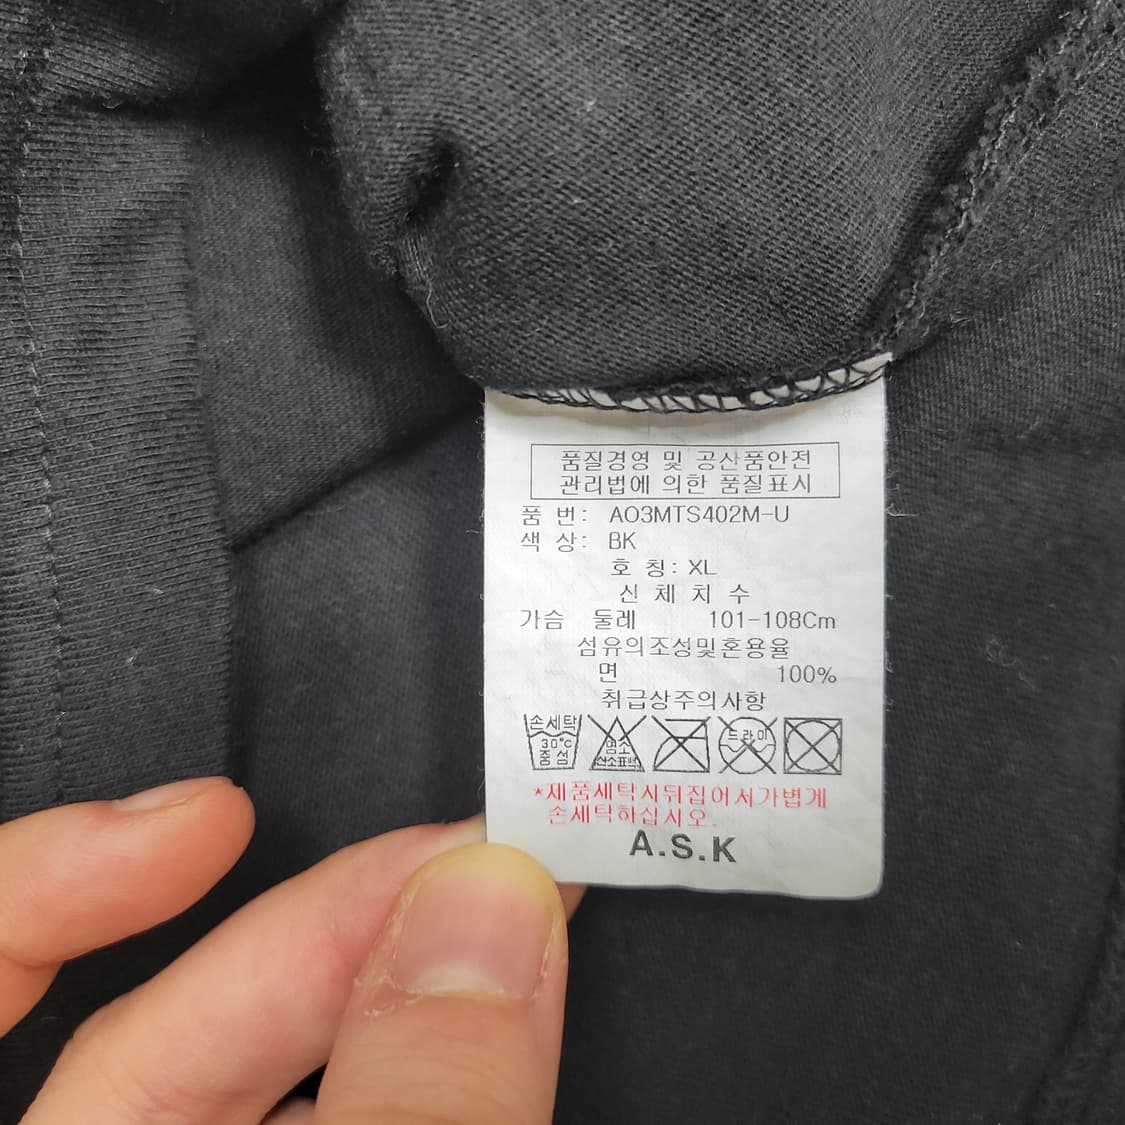 품질경영 및 공산품안전
관리법에 의한 품질표시
품 번: AO3MTS402M-U
색 상: BK
호 칭: XL
신 체 치 수
가슴 둘레 101-108Cm
섬유의조성및혼용율
면 100%
취급상주의사항
손세탁 30℃ 중성
염소 산소표백
드라이
*제품세탁시뒤집어서가볍게
손세탁하십시오.
A.S.K